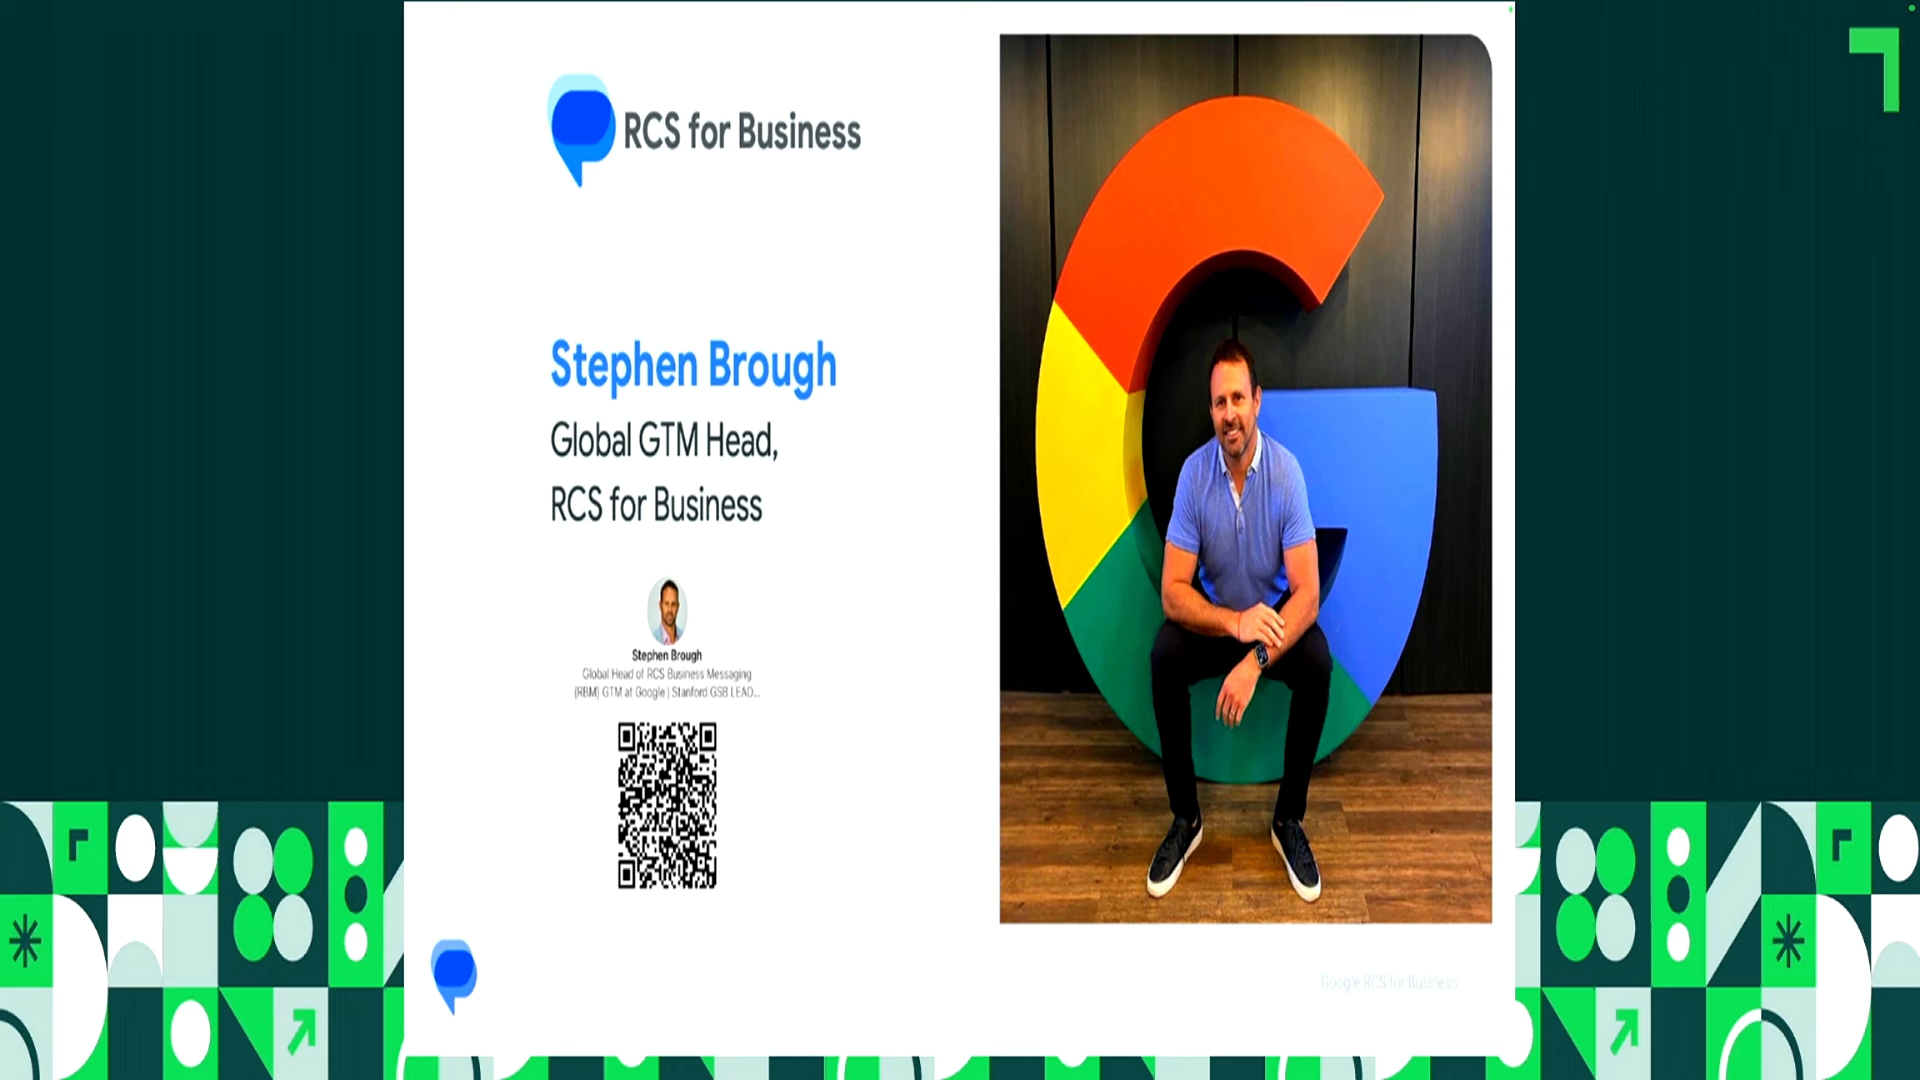 RCS for Business
Stephen Brough
Global GTM Head,
RCS for Business
Stephen Brough
Global Head of RCS Business Messaging
(RBM) GTM at Google | Stanford GSB LEAD...
Google RCS for Business